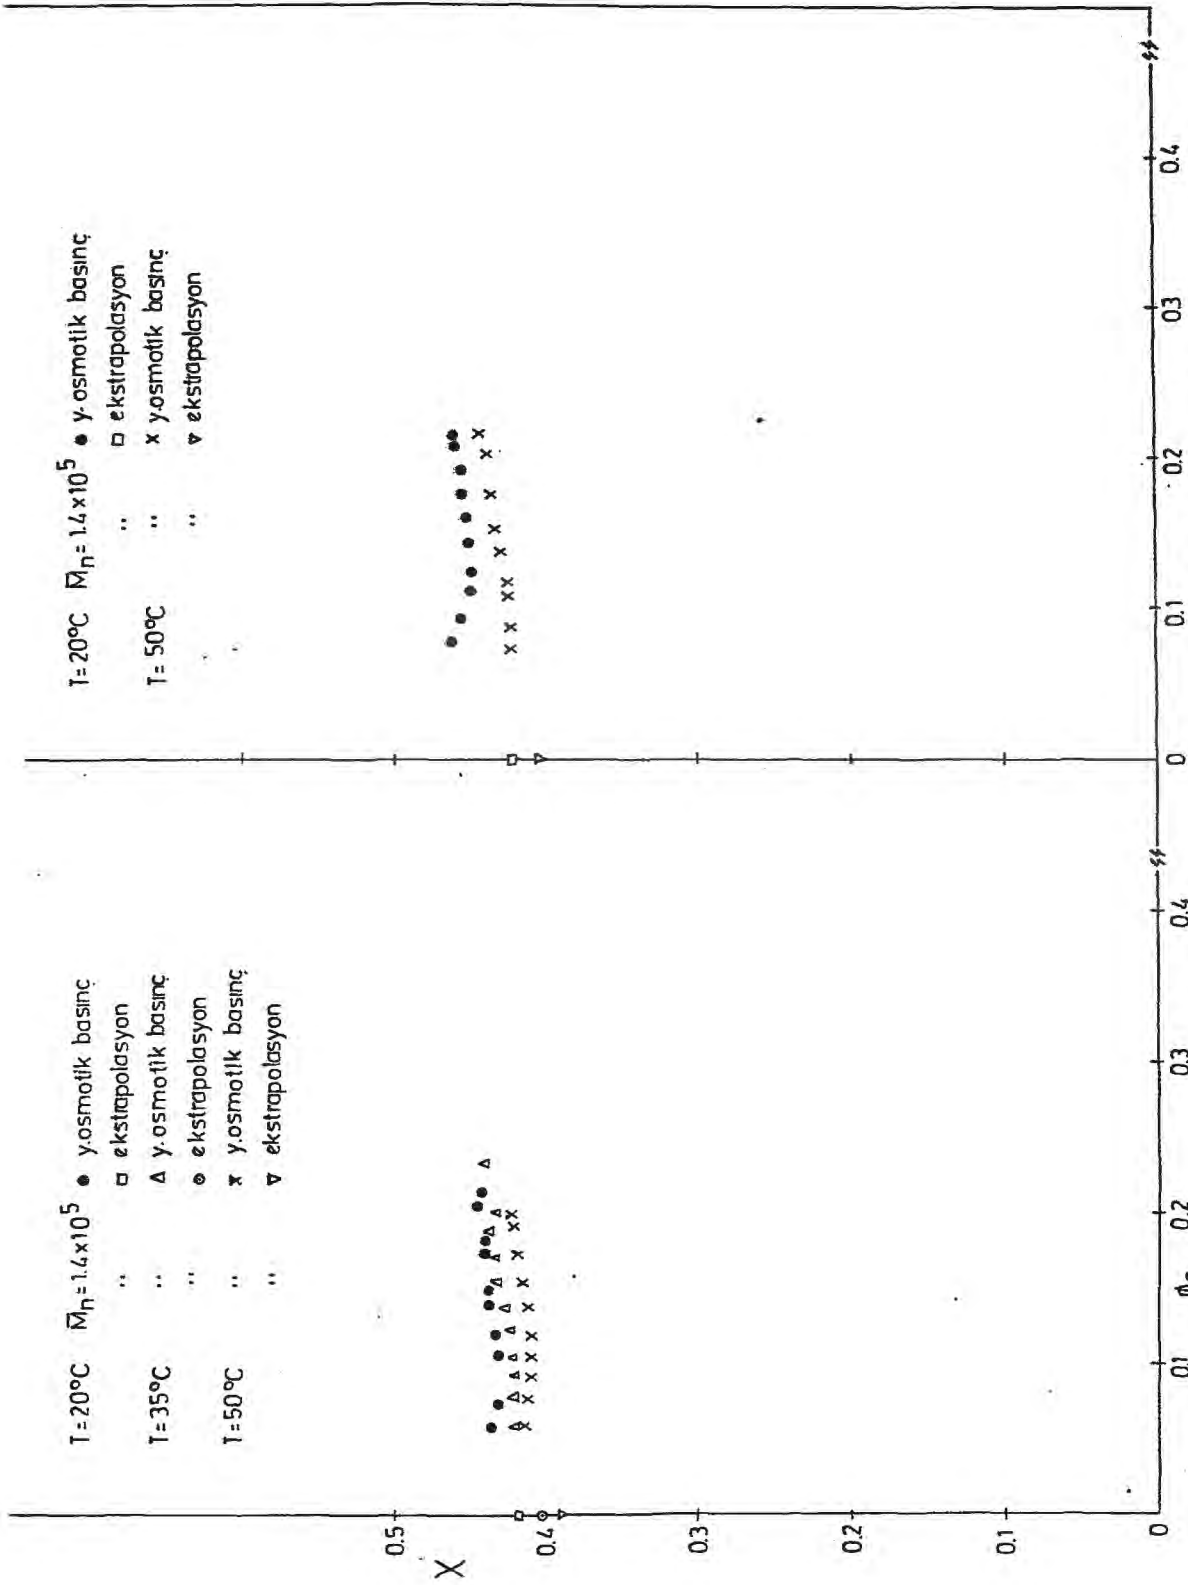 T=20°C M̅n=1.4x10⁵ ● y.osmotik basınç
" □ ekstrapolasyon
T=35°C " Δ y.osmotik basınç
" ⊙ ekstrapolasyon
T=50°C " x y.osmotik basınç
" ▽ ekstrapolasyon
T=20°C M̅n=1.4x10⁵ ● y.osmotik basınç
" □ ekstrapolasyon
T=50°C " x y.osmotik basınç
" ▽ ekstrapolasyon
χ
0.5
0.4
0.3
0.2
0.1
0
0.1
0.2
0.3
0.4
0
0.1
0.2
0.3
0.4